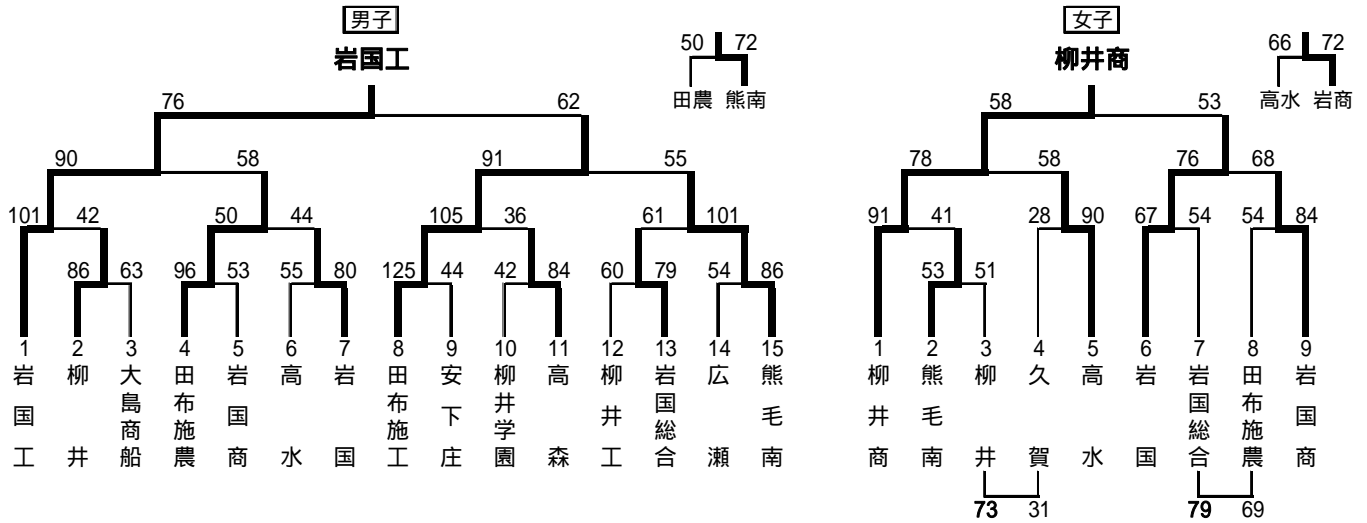 男子
岩国工
50 72
田農 熊南
76 62
90 58 91 55
101 42 50 44 105 36 61 101
86 63 96 53 55 80 125 44 42 84 60 79 54 86
1 2 3 4 5 6 7 8 9 10 11 12 13 14 15
岩国工 柳井 大島商船 田布施農 岩国商 高水 岩国 田布施工 安下庄 柳井学園 高森 柳井工 岩国総合 広瀬 熊毛南
女子
柳井商
66 72
高水 岩商
58 53
78 58 76 68
91 41 28 90 67 54 54 84
53 51
1 2 3 4 5 6 7 8 9
柳井商 熊毛南 柳井 久賀 高水 岩国 岩国総合 田布施農 岩国商
73 31 79 69